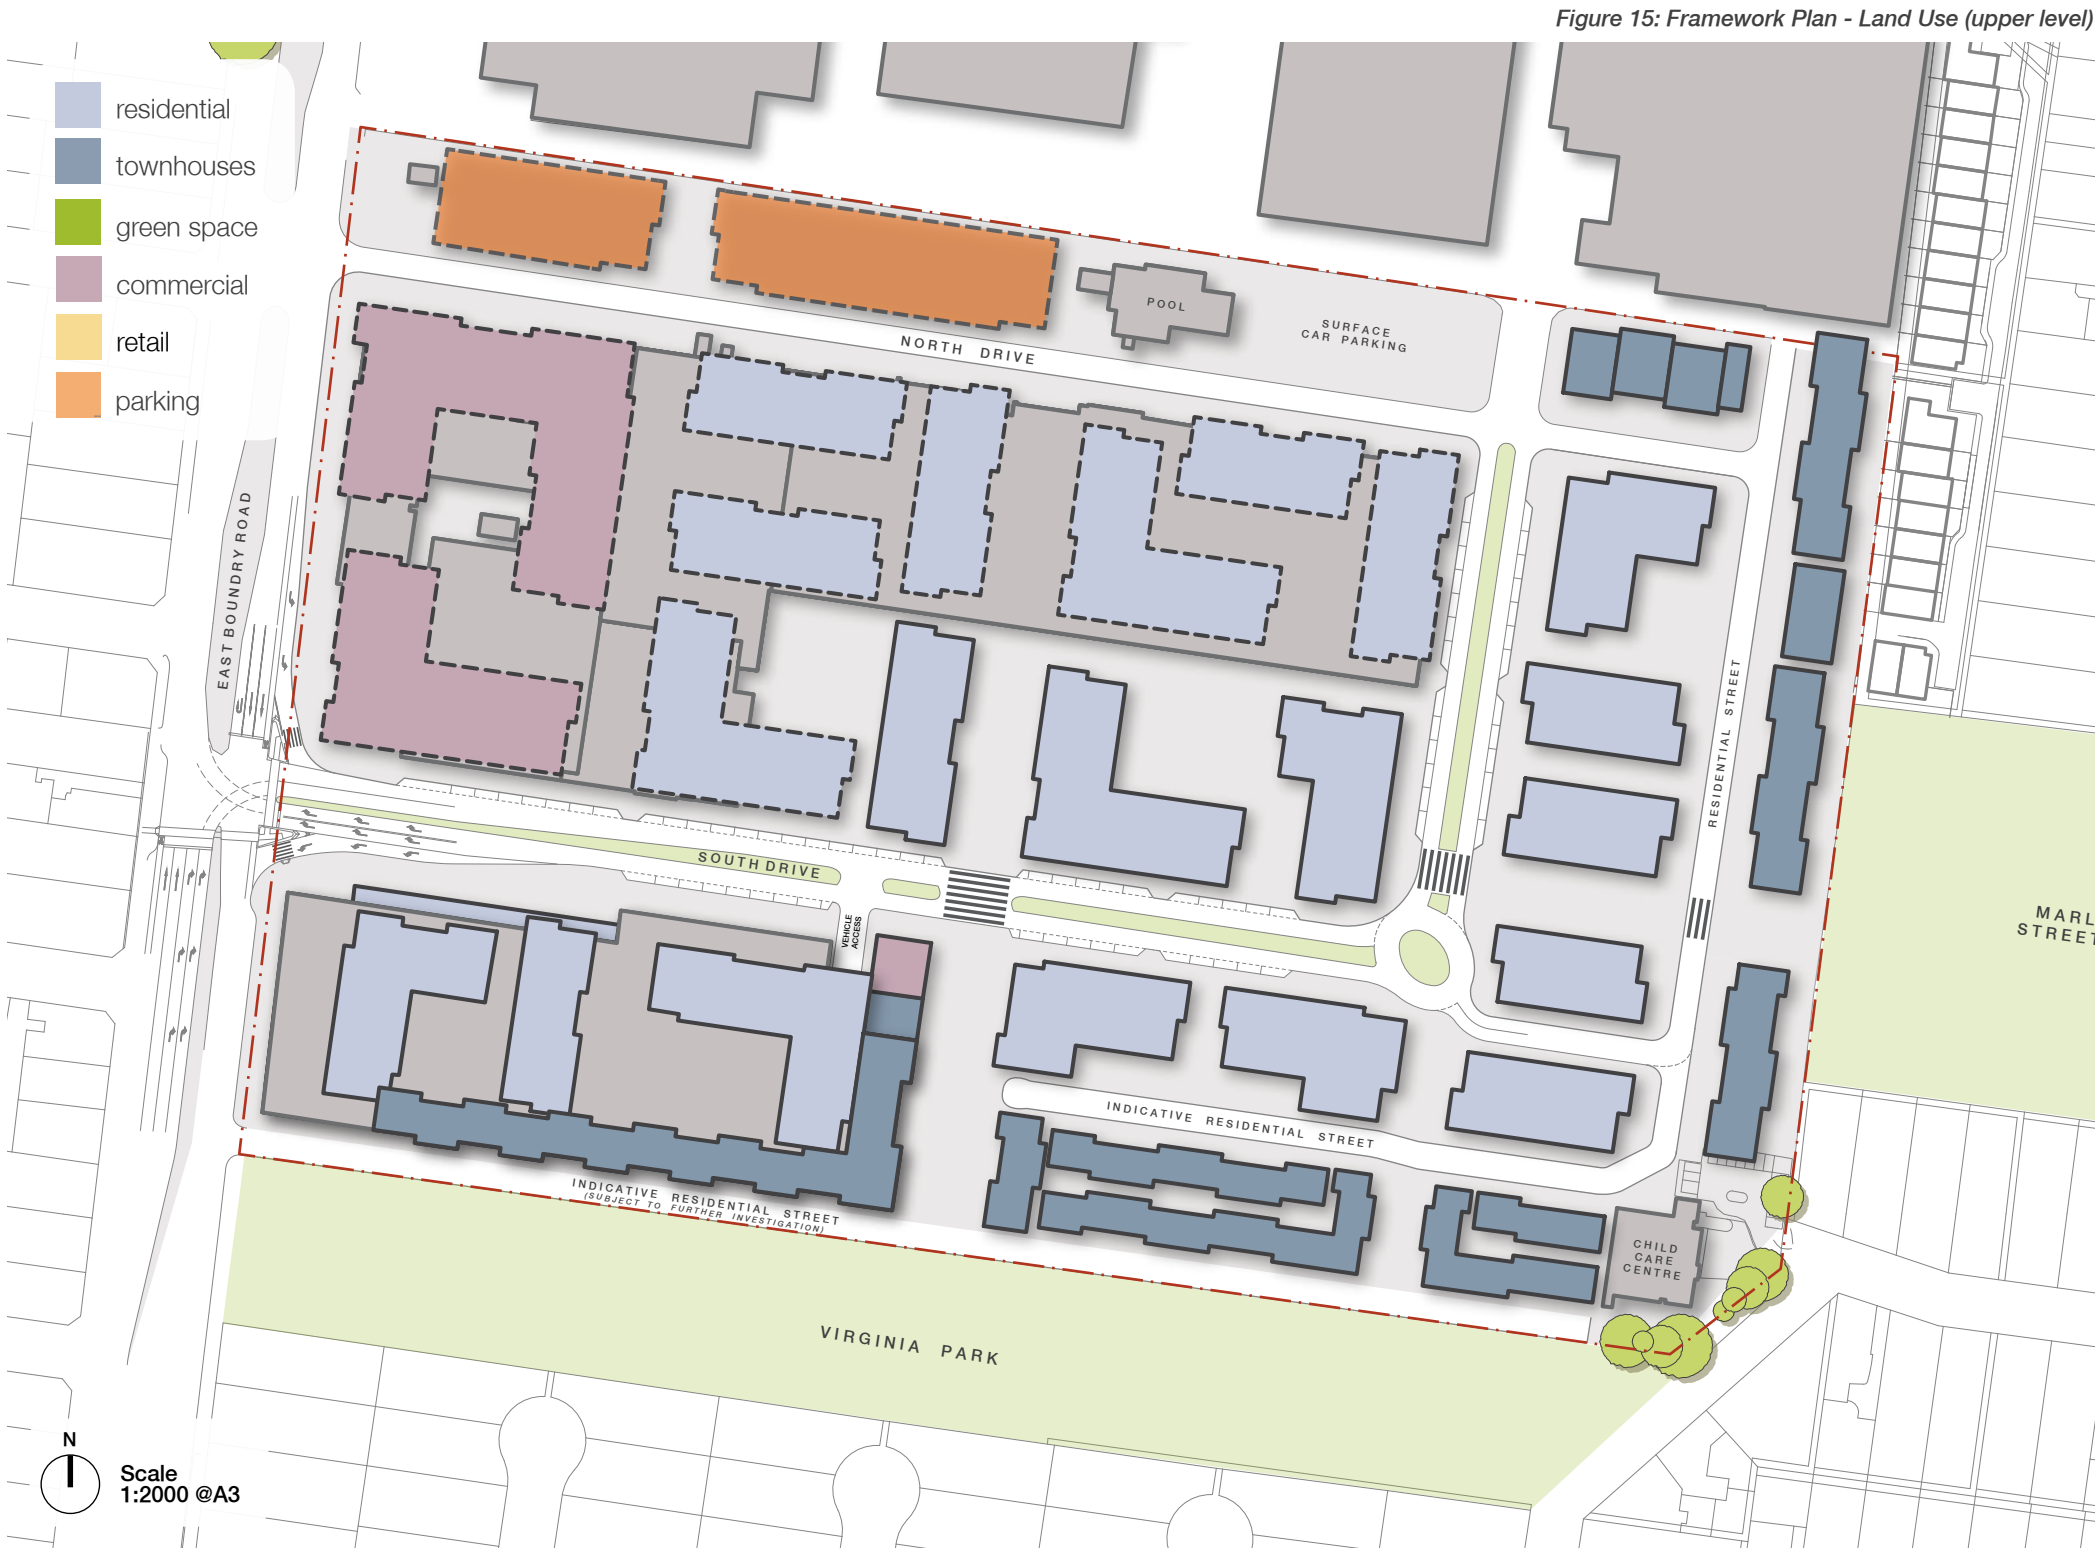 Figure 15: Framework Plan - Land Use (upper level)
residential
townhouses
green space
commercial
retail
parking
POOL
SURFACE
CAR PARKING
NORTH DRIVE
EAST BOUNDRY ROAD
RESIDENTIAL STREET
SOUTH DRIVE
VEHICLE
ACCESS
MARL
STREET
INDICATIVE RESIDENTIAL STREET
INDICATIVE RESIDENTIAL STREET
(SUBJECT TO FURTHER INVESTIGATION)
CHILD
CARE
CENTRE
VIRGINIA PARK
N
Scale
1:2000 @A3